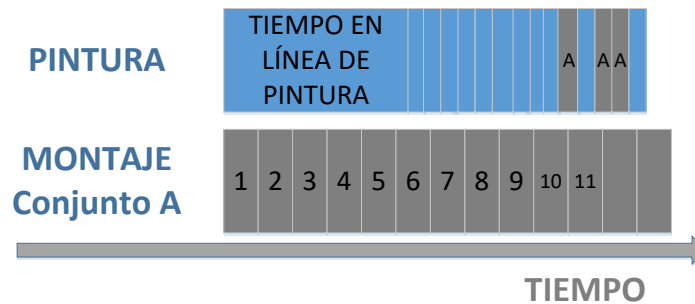 PINTURA
TIEMPO EN
LÍNEA DE
PINTURA
A
A A
MONTAJE
Conjunto A
1 2 3 4 5 6 7 8 9 10 11
TIEMPO